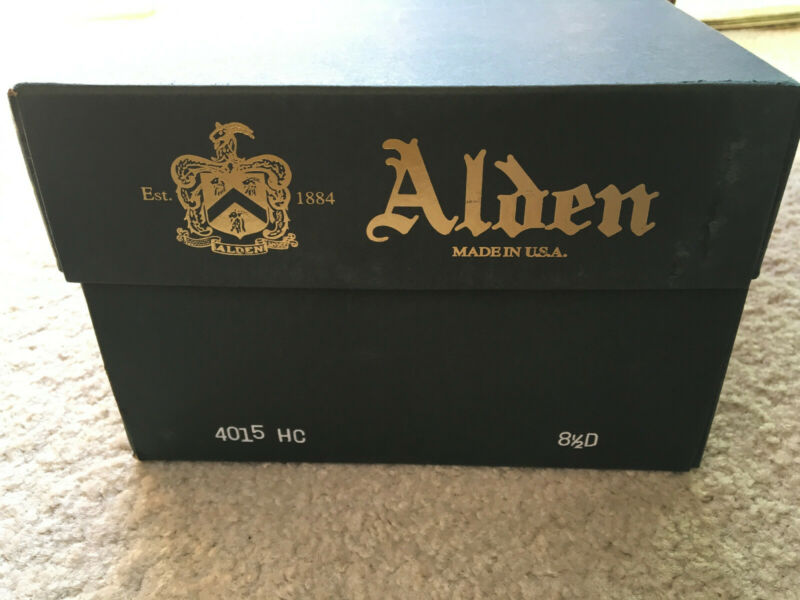 Est. 1884
ALDEN
Alden
MADE IN U.S.A.
4015 HC 8½D